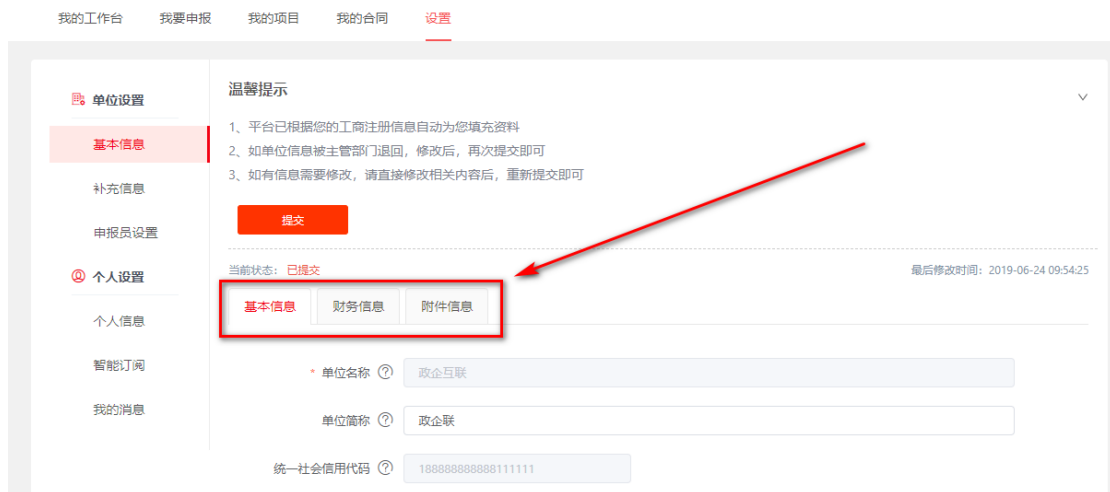 我的工作台 我要申报 我的项目 我的合同 设置
单位设置
基本信息
补充信息
申报员设置
个人设置
个人信息
智能订阅
我的消息
温馨提示
1、平台已根据您的工商注册信息自动为您填充资料
2、如单位信息被主管部门退回，修改后，再次提交即可
3、如有信息需要修改，请直接修改相关内容后，重新提交即可
提交
当前状态：已提交 最后修改时间：2019-06-24 09:54:25
基本信息 财务信息 附件信息
* 单位名称 ? 政企互联
单位简称 ? 政企联
统一社会信用代码 ? 188888888888111111